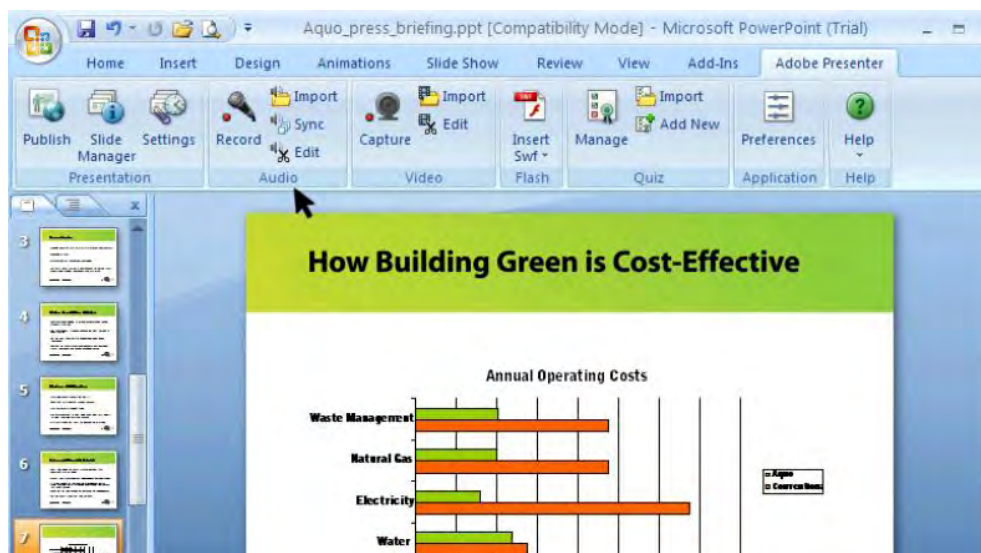 Aquo_press_briefing.ppt [Compatibility Mode] - Microsoft PowerPoint (Trial)
Home Insert Design Animations Slide Show Review View Add-Ins Adobe Presenter
Publish
Slide Manager
Settings
Presentation
Record
Import
Sync
Edit
Audio
Capture
Import
Edit
Video
Insert Swf
Flash
Manage
Import
Add New
Quiz
Preferences
Application
Help
Help
3
4
5
6
7
How Building Green is Cost-Effective
Annual Operating Costs
Waste Management
Natural Gas
Electricity
Water
Aquo